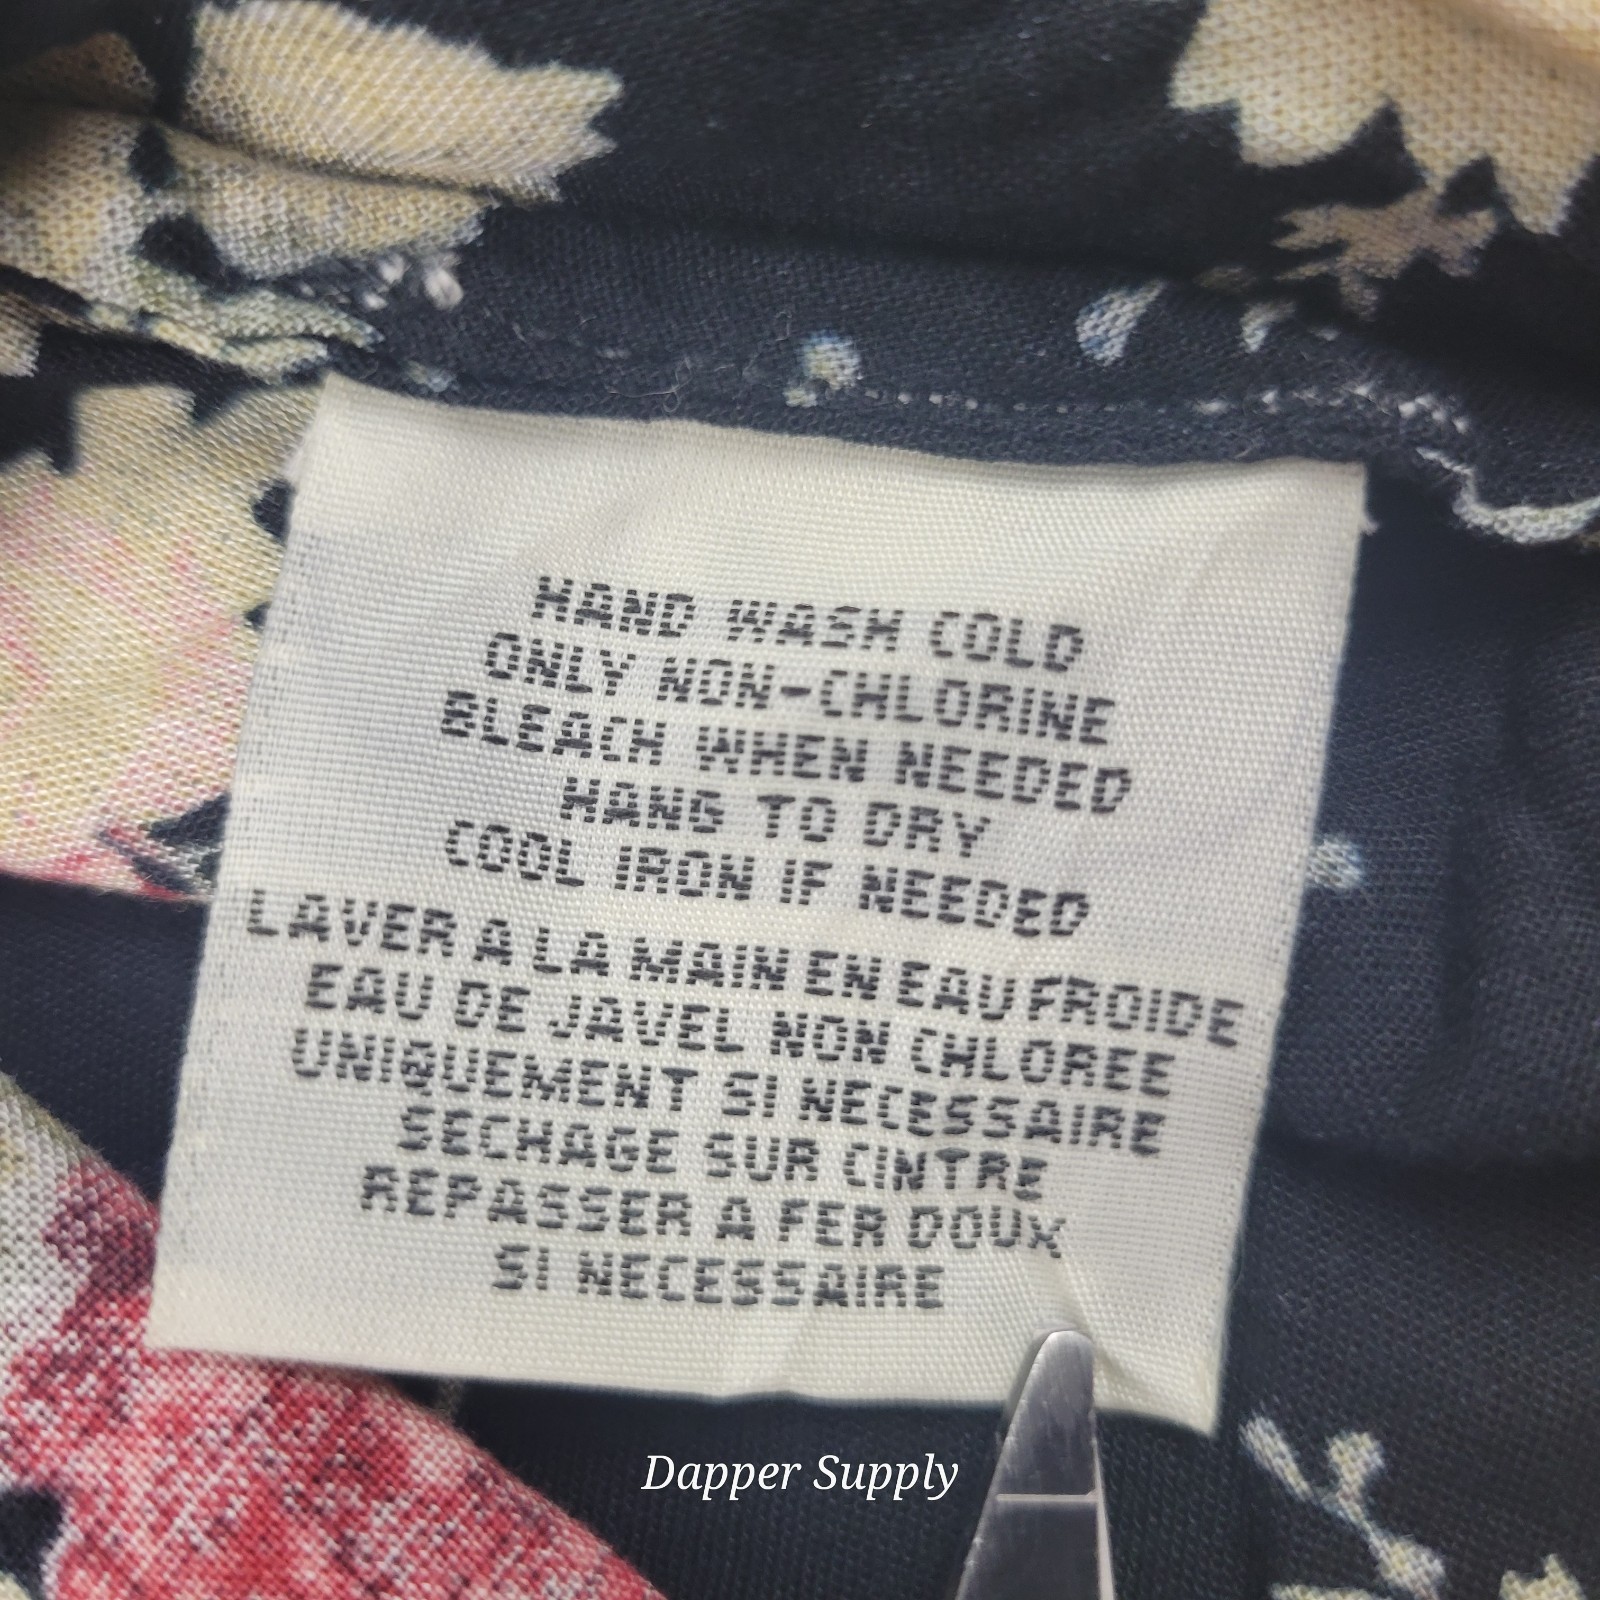 HAND WASH COLD
ONLY NON-CHLORINE
BLEACH WHEN NEEDED
HANG TO DRY
COOL IRON IF NEEDED
LAVER A LA MAIN EN EAU FROIDE
EAU DE JAVEL NON CHLOREE
UNIQUEMENT SI NECESSAIRE
SECHAGE SUR CINTRE
REPASSER A FER DOUX
SI NECESSAIRE
Dapper Supply